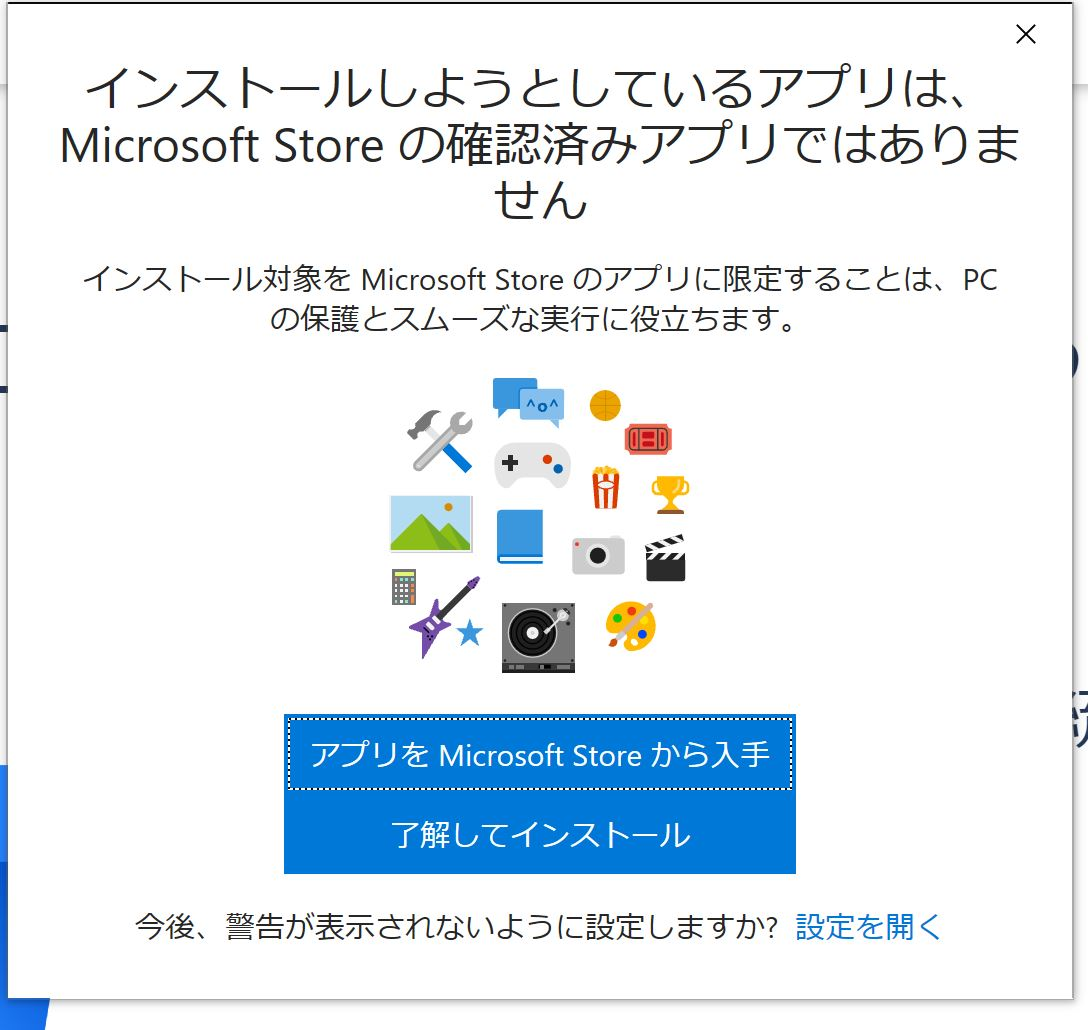 インストールしようとしているアプリは、
Microsoft Store の確認済みアプリではありま
せん
インストール対象を Microsoft Store のアプリに限定することは、PC
の保護とスムーズな実行に役立ちます。
^o^
アプリを Microsoft Store から入手
了解してインストール
今後、警告が表示されないように設定しますか? 設定を開く